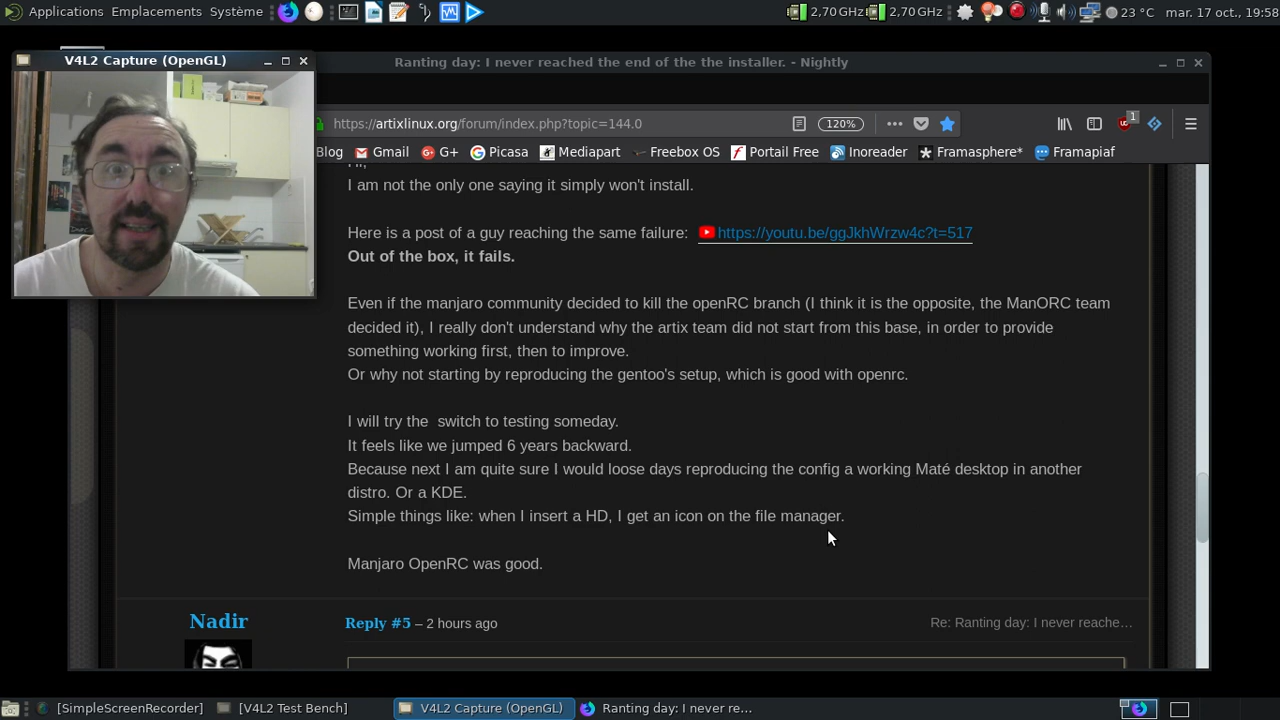 Applications Emplacements Système
2,70 GHz 2,70 GHz 23 °C mar. 17 oct., 19:58
V4L2 Capture (OpenGL)
Ranting day: I never reached the end of the the installer. - Nightly
https://artixlinux.org/forum/index.php?topic=144.0
120%
1
Blog Gmail G+ Picasa Mediapart Freebox OS Portail Free Inoreader Framasphere* Framapiaf
Hi,
I am not the only one saying it simply won't install.
Here is a post of a guy reaching the same failure: https://youtu.be/ggJkhWrzw4c?t=517
Out of the box, it fails.
Even if the manjaro community decided to kill the openRC branch (I think it is the opposite, the ManORC team
decided it), I really don't understand why the artix team did not start from this base, in order to provide
something working first, then to improve.
Or why not starting by reproducing the gentoo's setup, which is good with openrc.
I will try the  switch to testing someday.
It feels like we jumped 6 years backward.
Because next I am quite sure I would loose days reproducing the config a working Maté desktop in another
distro. Or a KDE.
Simple things like: when I insert a HD, I get an icon on the file manager.
Manjaro OpenRC was good.
Nadir
Reply #5 – 2 hours ago
Re: Ranting day: I never reache…
[SimpleScreenRecorder] [V4L2 Test Bench] V4L2 Capture (OpenGL) Ranting day: I never re...